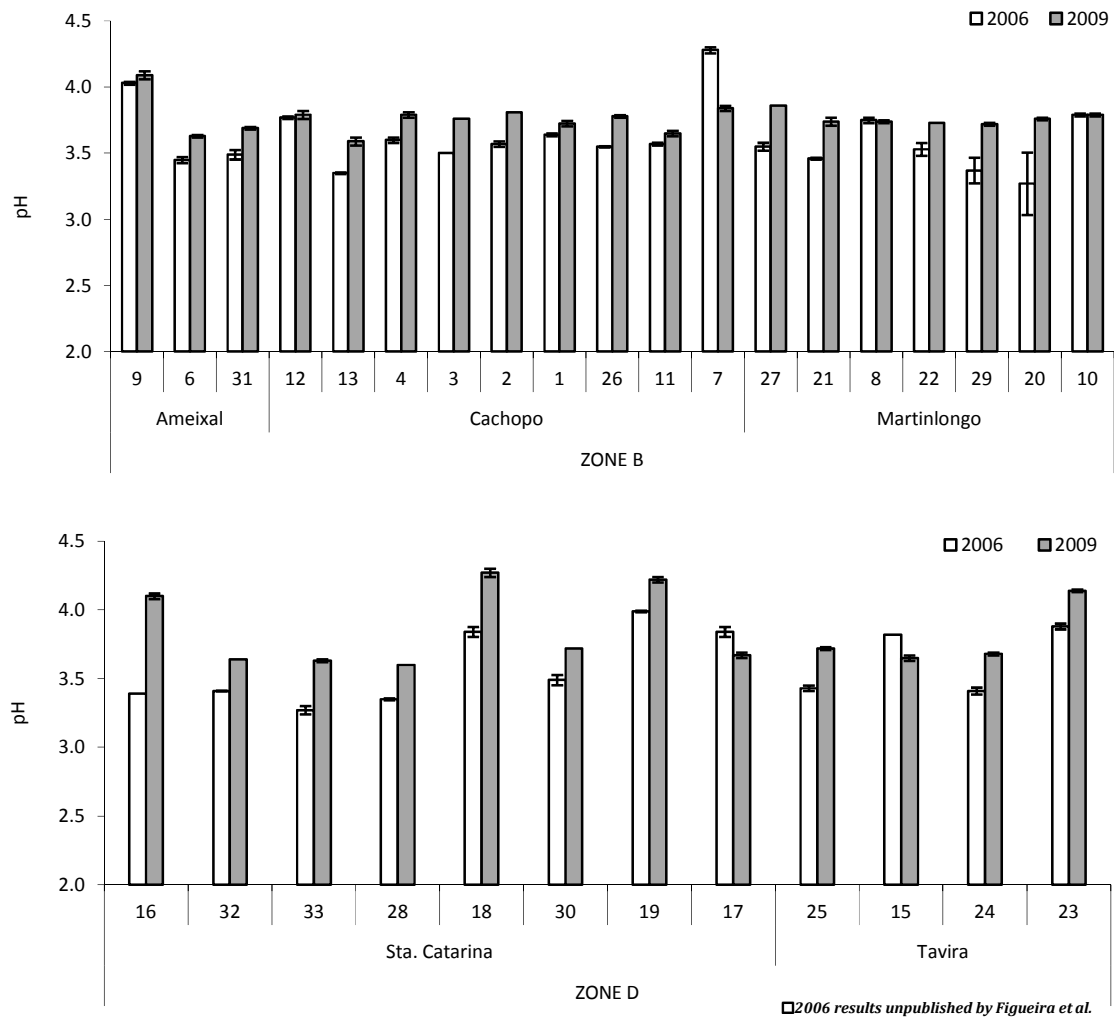 2006 2009
4.5
4.0
3.5
3.0
2.5
2.0
pH
9 6 31 12 13 4 3 2 1 26 11 7 27 21 8 22 29 20 10
Ameixal Cachopo Martinlongo
ZONE B
2006 2009
4.5
4.0
3.5
3.0
2.5
2.0
pH
16 32 33 28 18 30 19 17 25 15 24 23
Sta. Catarina Tavira
ZONE D
2006 results unpublished by Figueira et al.